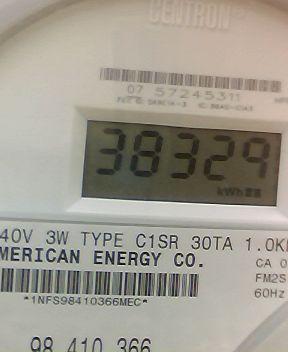 CENTRON®
07 57245311
38329
kWh
40V 3W TYPE C1SR 30TA 1.0K
MERICAN ENERGY CO.
CA 0
FM2S
60Hz
*1NFS98410366MEC*
98 410 366